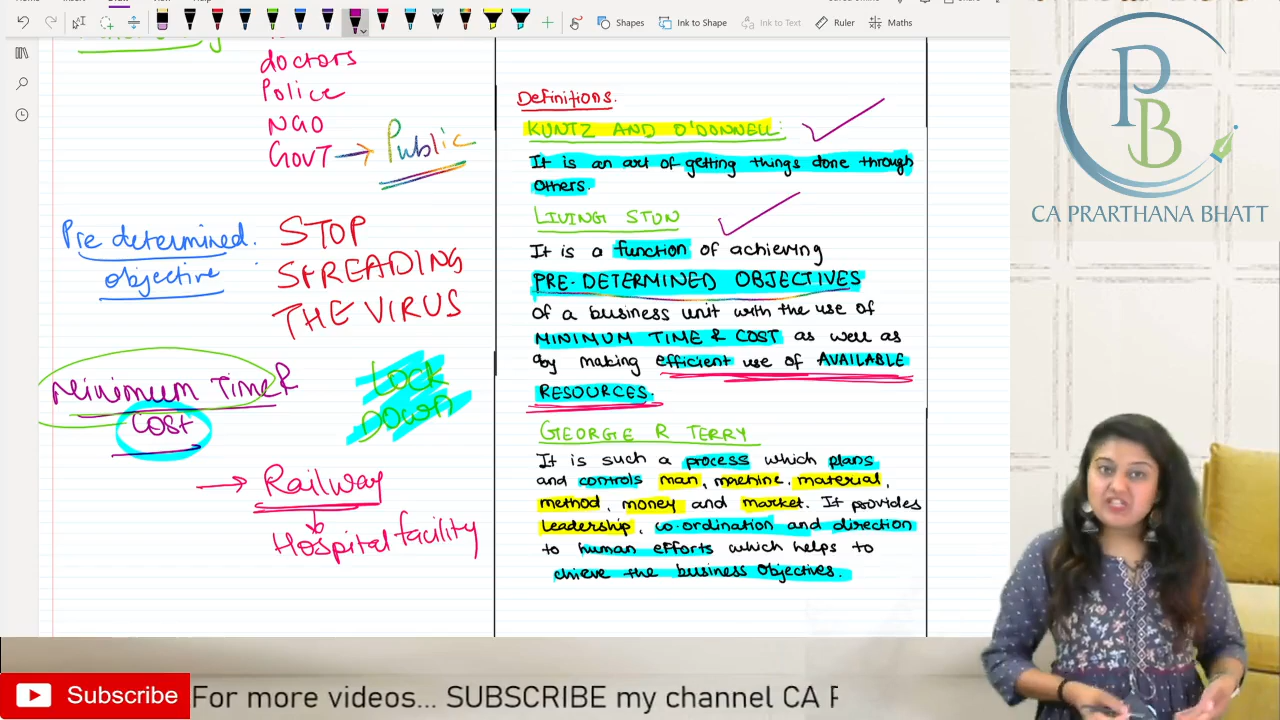 Shapes
Ink to Shape
Ink to Text
Ruler
Maths
doctors
Police
NGO
GOVT → Public
Pre determined
objective
STOP
SPREADING
THE VIRUS
Minimum Time &
Cost
Lock
Down
→ Railway
Hospital facility
Definitions.
KUNTZ AND O'DONNELL:
It is an art of getting things done through
others.
LIVING STON
It is a function of achieving
PRE-DETERMINED OBJECTIVES
of a business unit with the use of
MINIMUM TIME & COST as well as
by making efficient use of AVAILABLE
RESOURCES.
GEORGE R TERRY
It is such a process which plans
and controls man, machine, material,
method, money and market. It provides
leadership, co-ordination and direction
to human efforts which helps to
chieve the business objectives.
PB
CA PRARTHANA BHATT
Subscribe
For more videos... SUBSCRIBE my channel CA P